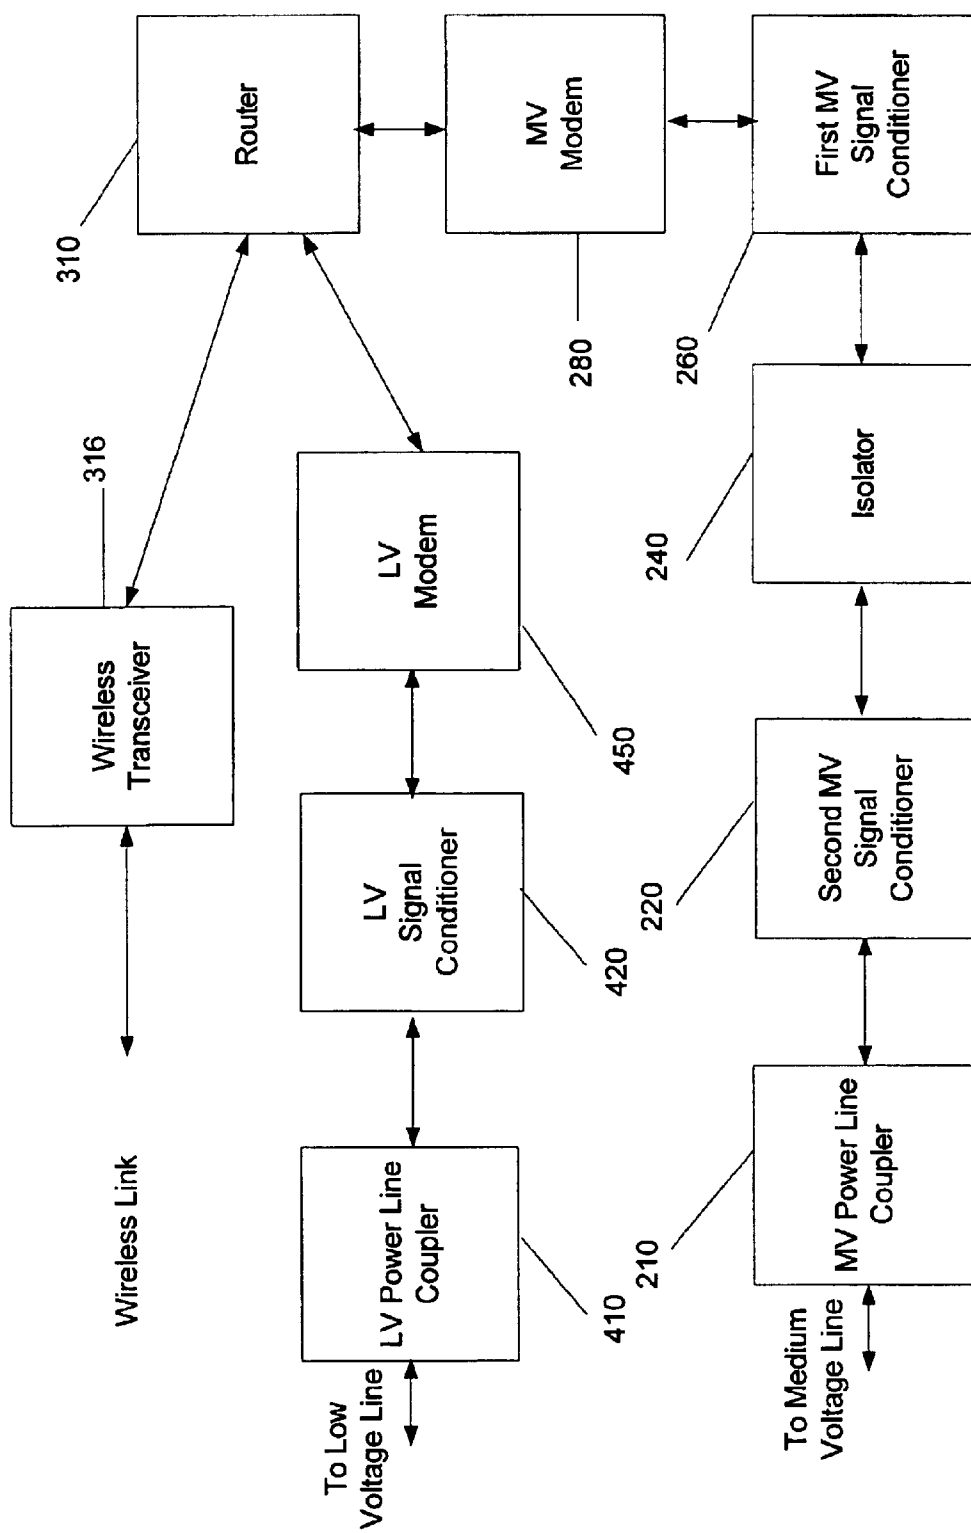 Wireless Link
Wireless
Transceiver
316
310
Router
To Low
Voltage Line
LV Power Line
Coupler
410
LV
Signal
Conditioner
420
LV
Modem
450
MV
Modem
280
To Medium
Voltage Line
MV Power Line
Coupler
210
Second MV
Signal
Conditioner
220
Isolator
240
First MV
Signal
Conditioner
260